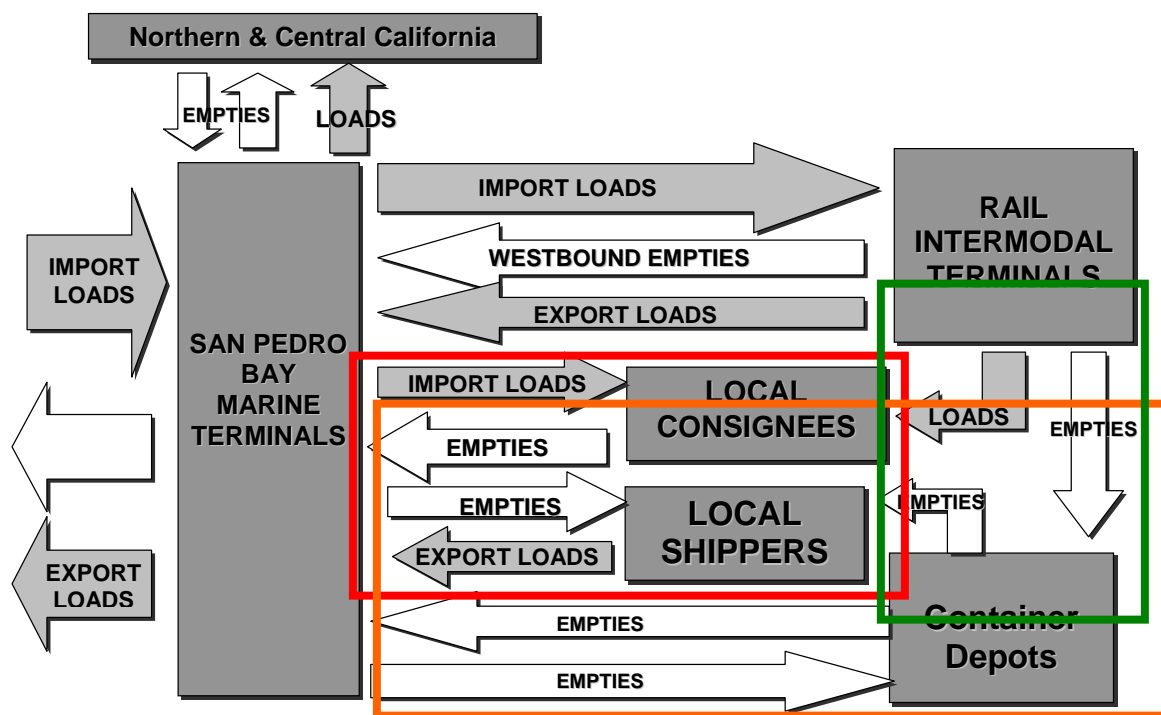 Northern & Central California
EMPTIES
LOADS
IMPORT LOADS
RAIL
INTERMODAL
TERMINALS
WESTBOUND EMPTIES
IMPORT
LOADS
EXPORT LOADS
SAN PEDRO
BAY
MARINE
TERMINALS
IMPORT LOADS
LOCAL
CONSIGNEES
LOADS
EMPTIES
EMPTIES
EMPTIES
EMPTIES
LOCAL
SHIPPERS
EXPORT LOADS
EXPORT
LOADS
EMPTIES
Container
Depots
EMPTIES